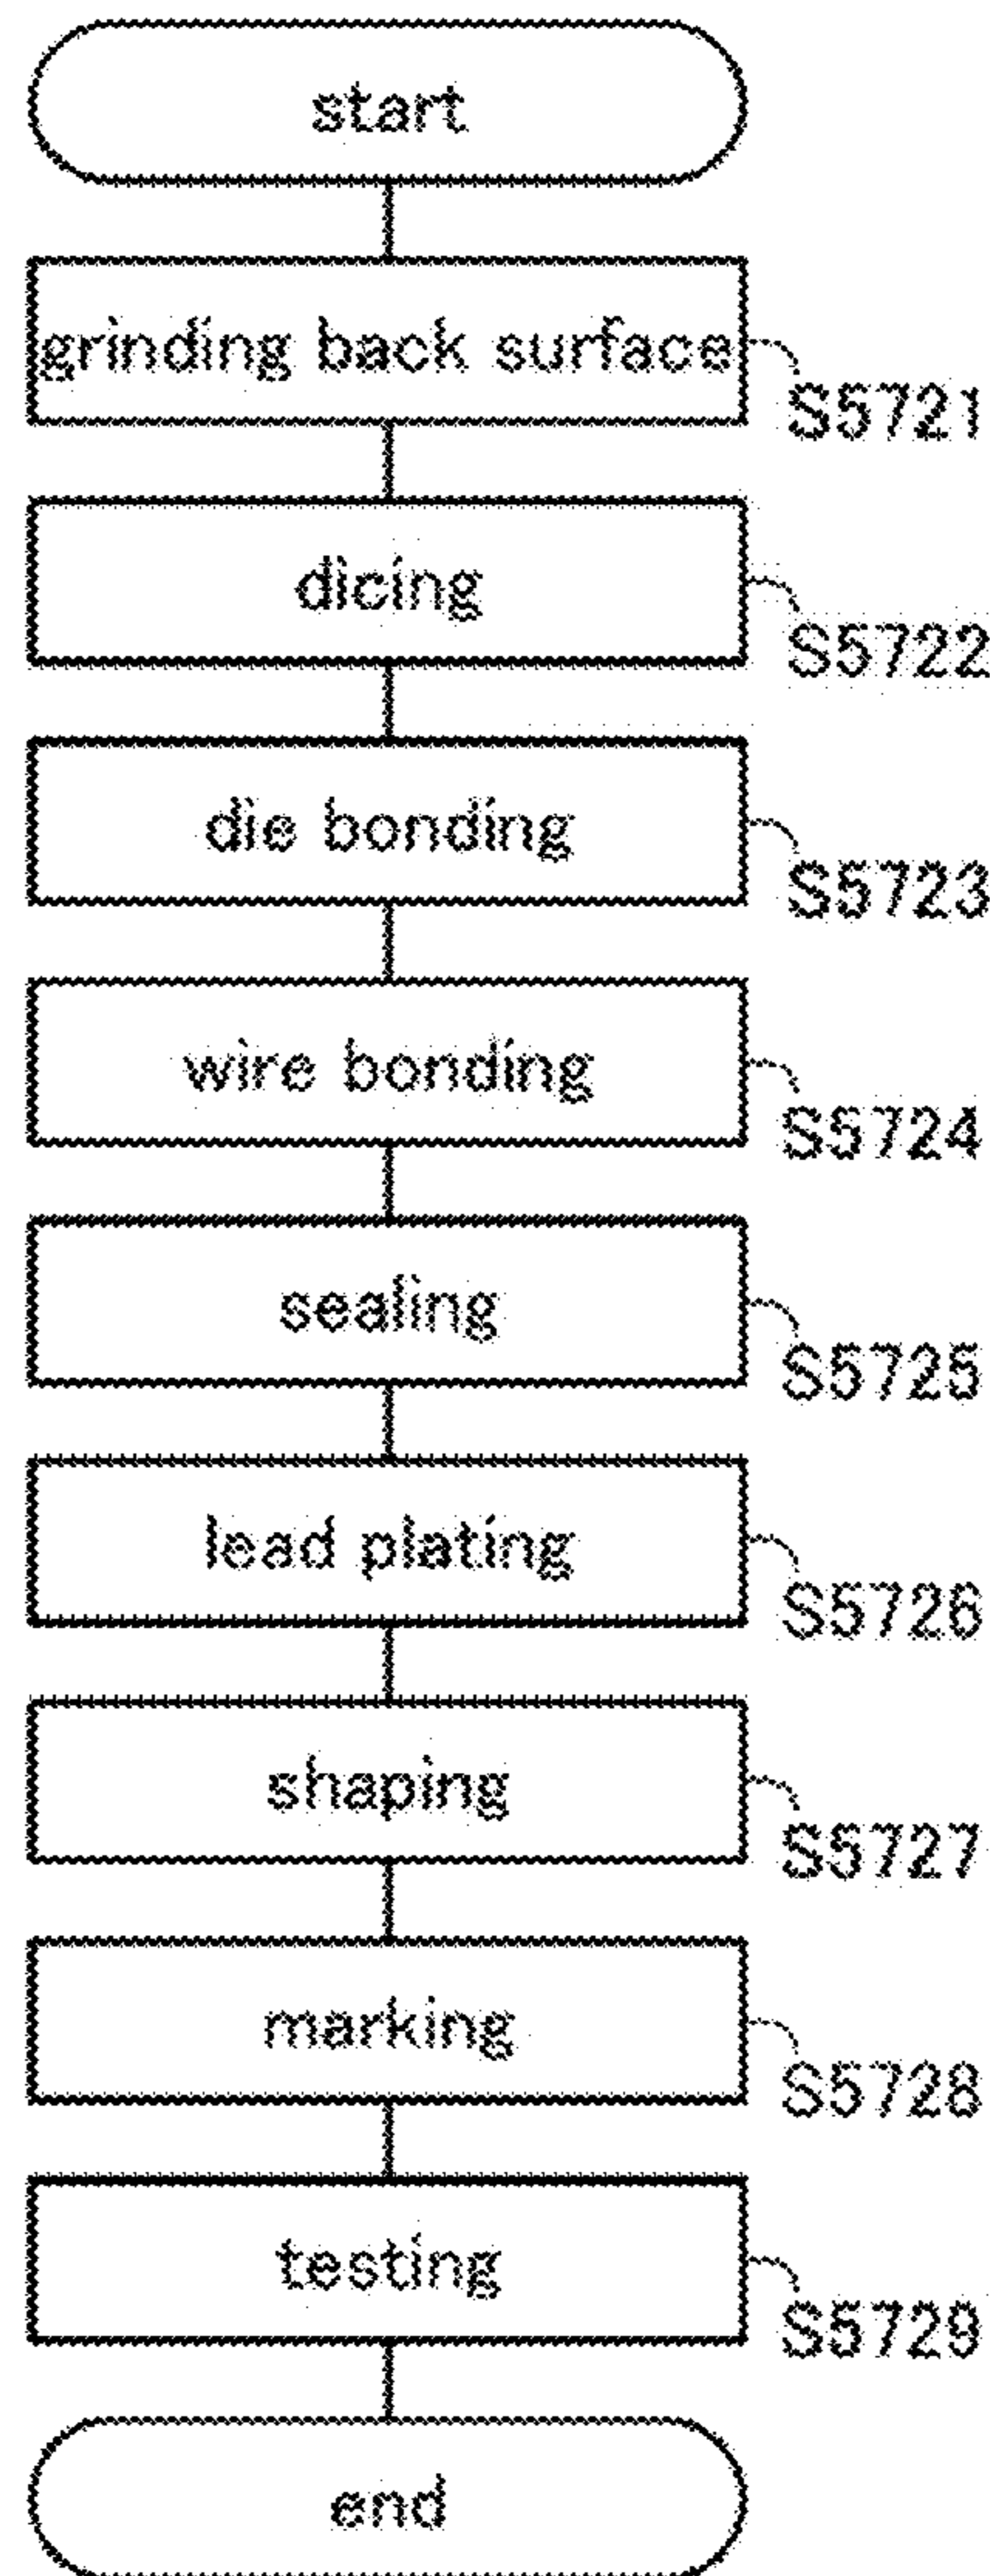 start
grinding back surface
S5721
dicing
S5722
die bonding
S5723
wire bonding
S5724
sealing
S5725
lead plating
S5726
shaping
S5727
marking
S5728
testing
S5729
end